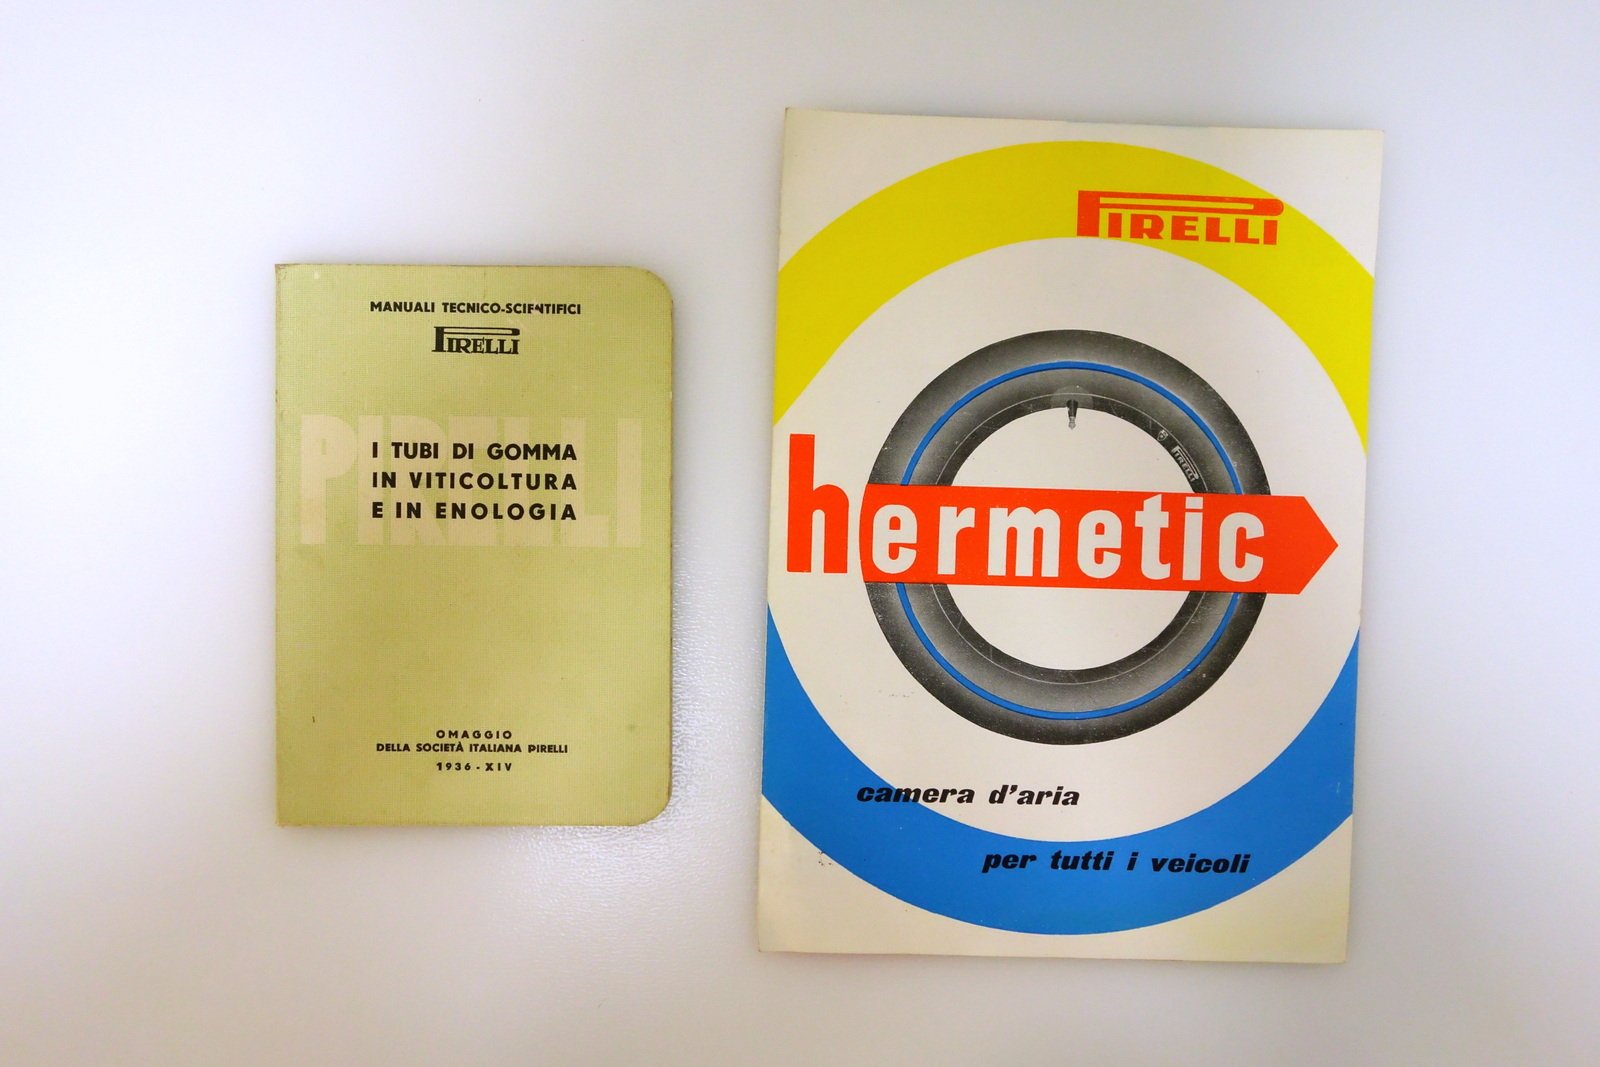 MANUALI TECNICO-SCIENTIFICI
PIRELLI
PIRELLI
I TUBI DI GOMMA
IN VITICOLTURA
E IN ENOLOGIA
OMAGGIO
DELLA SOCIETÀ ITALIANA PIRELLI
1936 - XIV
PIRELLI
PIRELLI
hermetic
camera d'aria
per tutti i veicoli